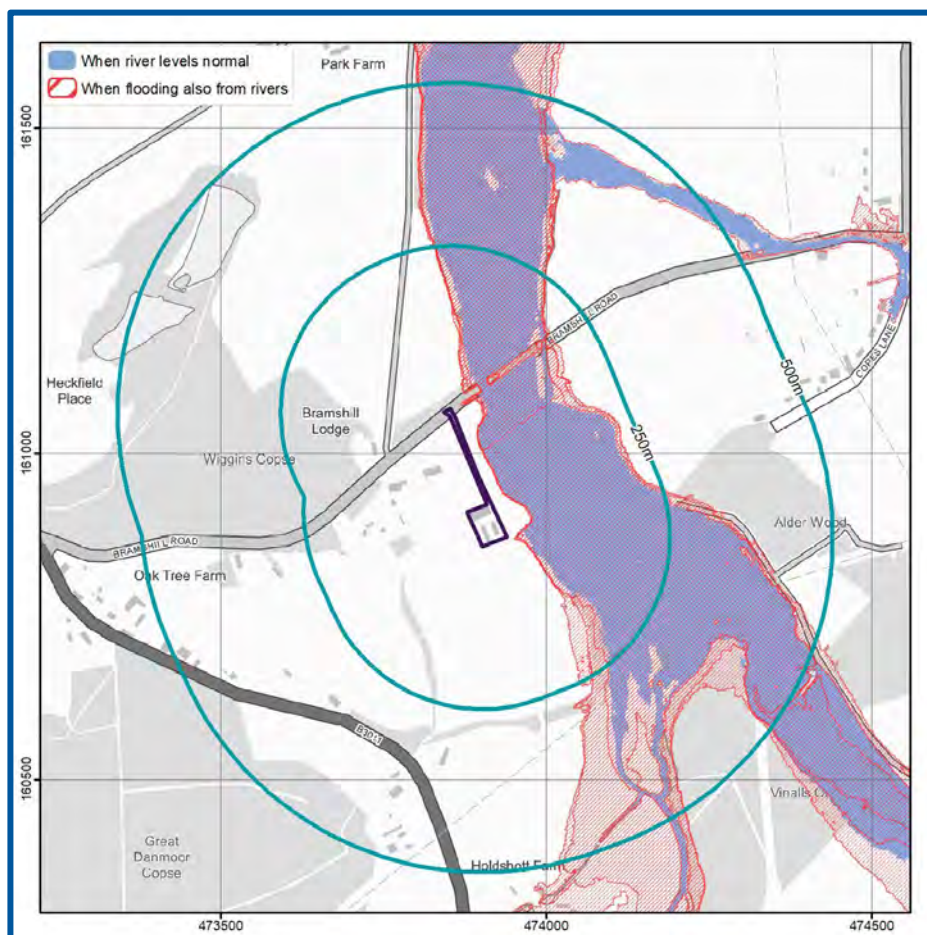 When river levels normal
When flooding also from rivers
Park Farm
161500
Heckfield
Place
Bramshill
Lodge
Wiggins Copse
BRAMSHILL ROAD
COPES LANE
500m
250m
161000
Alder Wood
BRAMSHILL ROAD
Oak Tree Farm
B3011
160500
Great
Danmoor
Copse
Holdshott Farm
473500
474000
474500